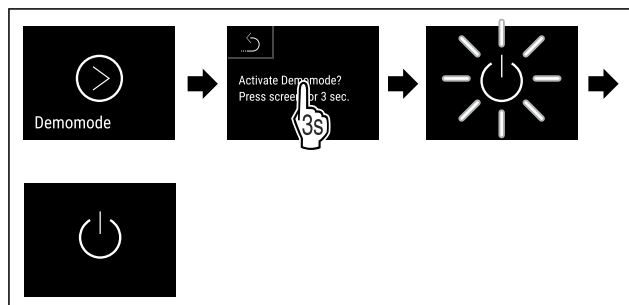 Demomode
Activate Demomode?
Press screen for 3 sec.
3s